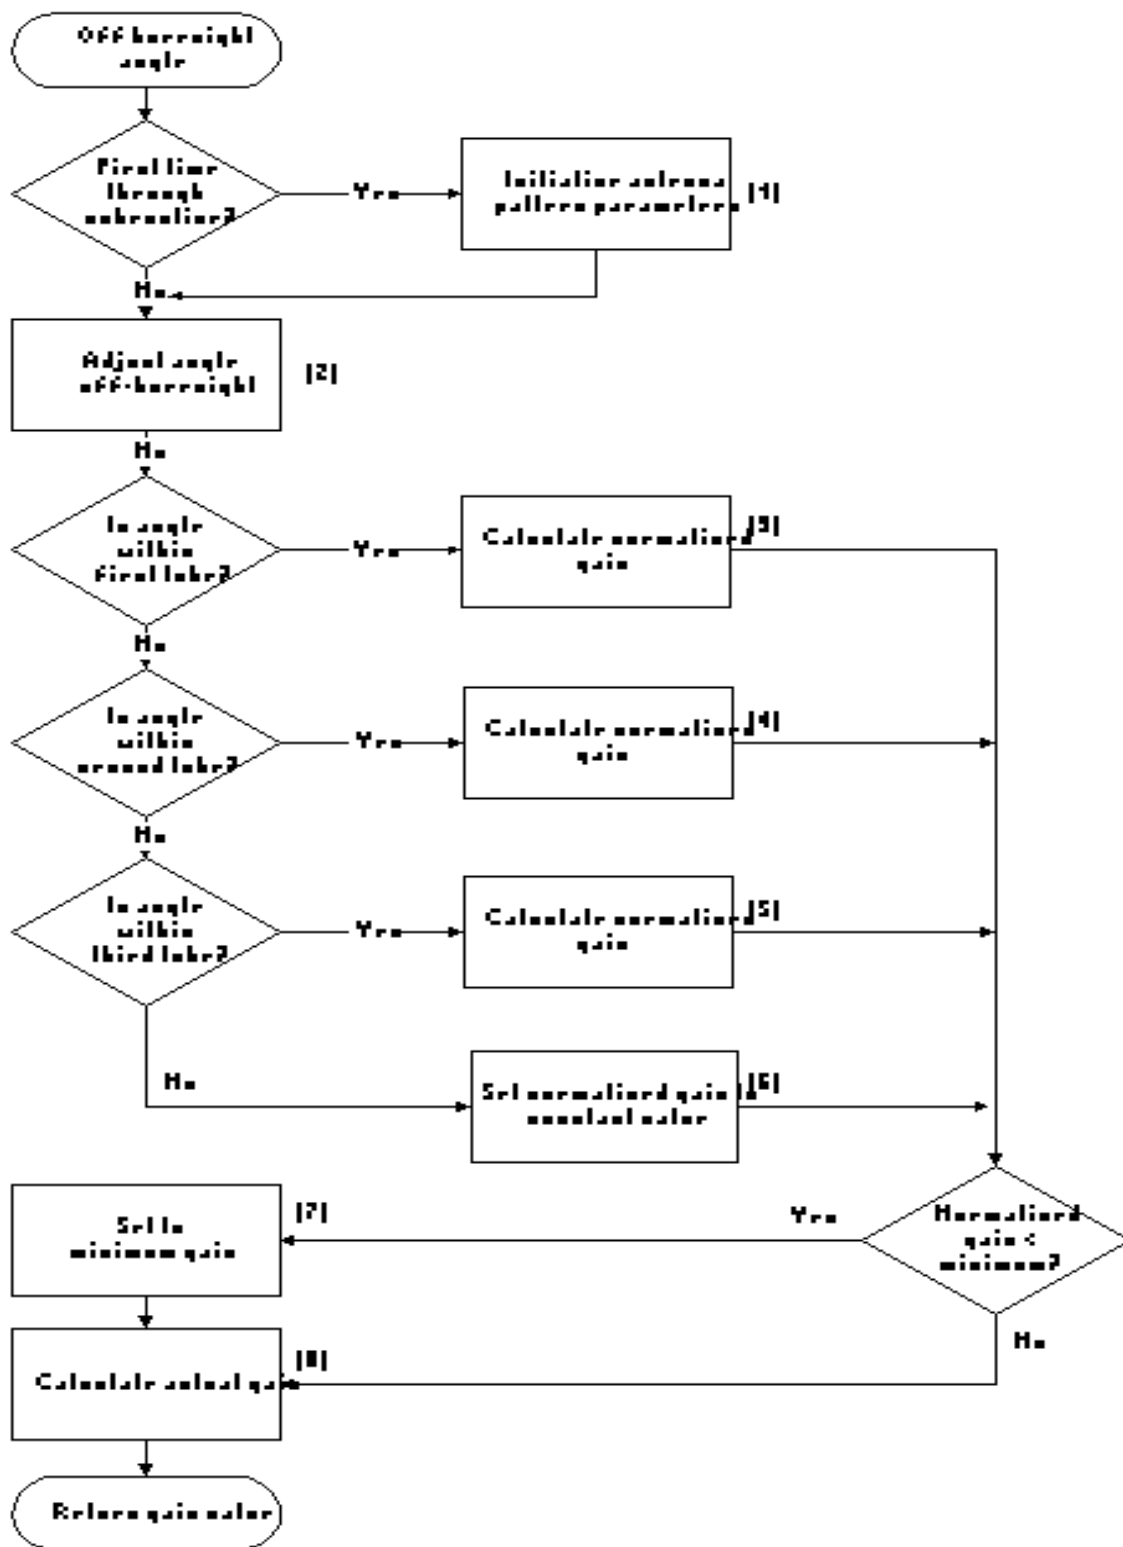 Off boresight
angle
First time
through
subroutine?
Yes
Initialize antenna
pattern parameters
[1]
No
Adjust angle
off-boresight
[2]
No
Is angle
within
first lobe?
Yes
Calculate normalized
gain
[3]
No
Is angle
within
second lobe?
Yes
Calculate normalized
gain
[4]
No
Is angle
within
third lobe?
Yes
Calculate normalized
gain
[5]
No
Set normalized gain to
constant value
[6]
Normalized
gain <
minimum?
Yes
Set to
minimum gain
[7]
No
Calculate actual gain
[8]
Return gain value